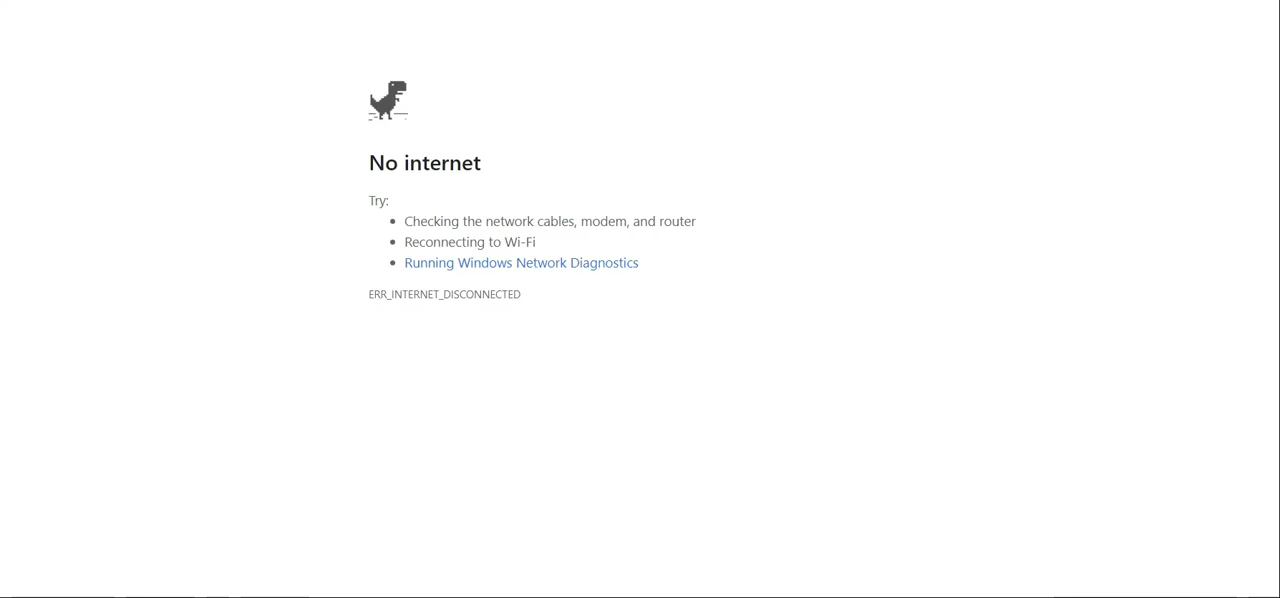 No internet
Try:
• Checking the network cables, modem, and router
• Reconnecting to Wi-Fi
• Running Windows Network Diagnostics
ERR_INTERNET_DISCONNECTED